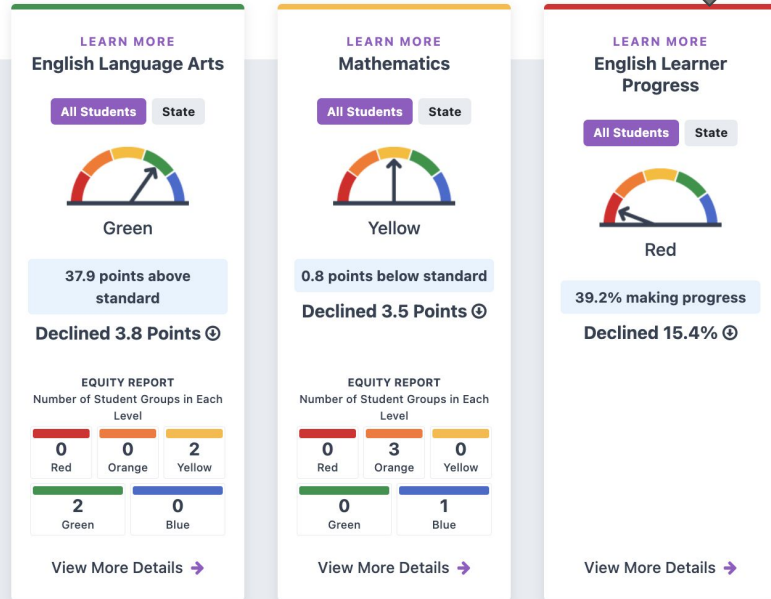 LEARN MORE
English Language Arts
All Students
State
Green
37.9 points above
standard
Declined 3.8 Points
EQUITY REPORT
Number of Student Groups in Each
Level
0
Red
0
Orange
2
Yellow
2
Green
0
Blue
View More Details
LEARN MORE
Mathematics
All Students
State
Yellow
0.8 points below standard
Declined 3.5 Points
EQUITY REPORT
Number of Student Groups in Each
Level
0
Red
3
Orange
0
Yellow
0
Green
1
Blue
View More Details
LEARN MORE
English Learner
Progress
All Students
State
Red
39.2% making progress
Declined 15.4%
View More Details